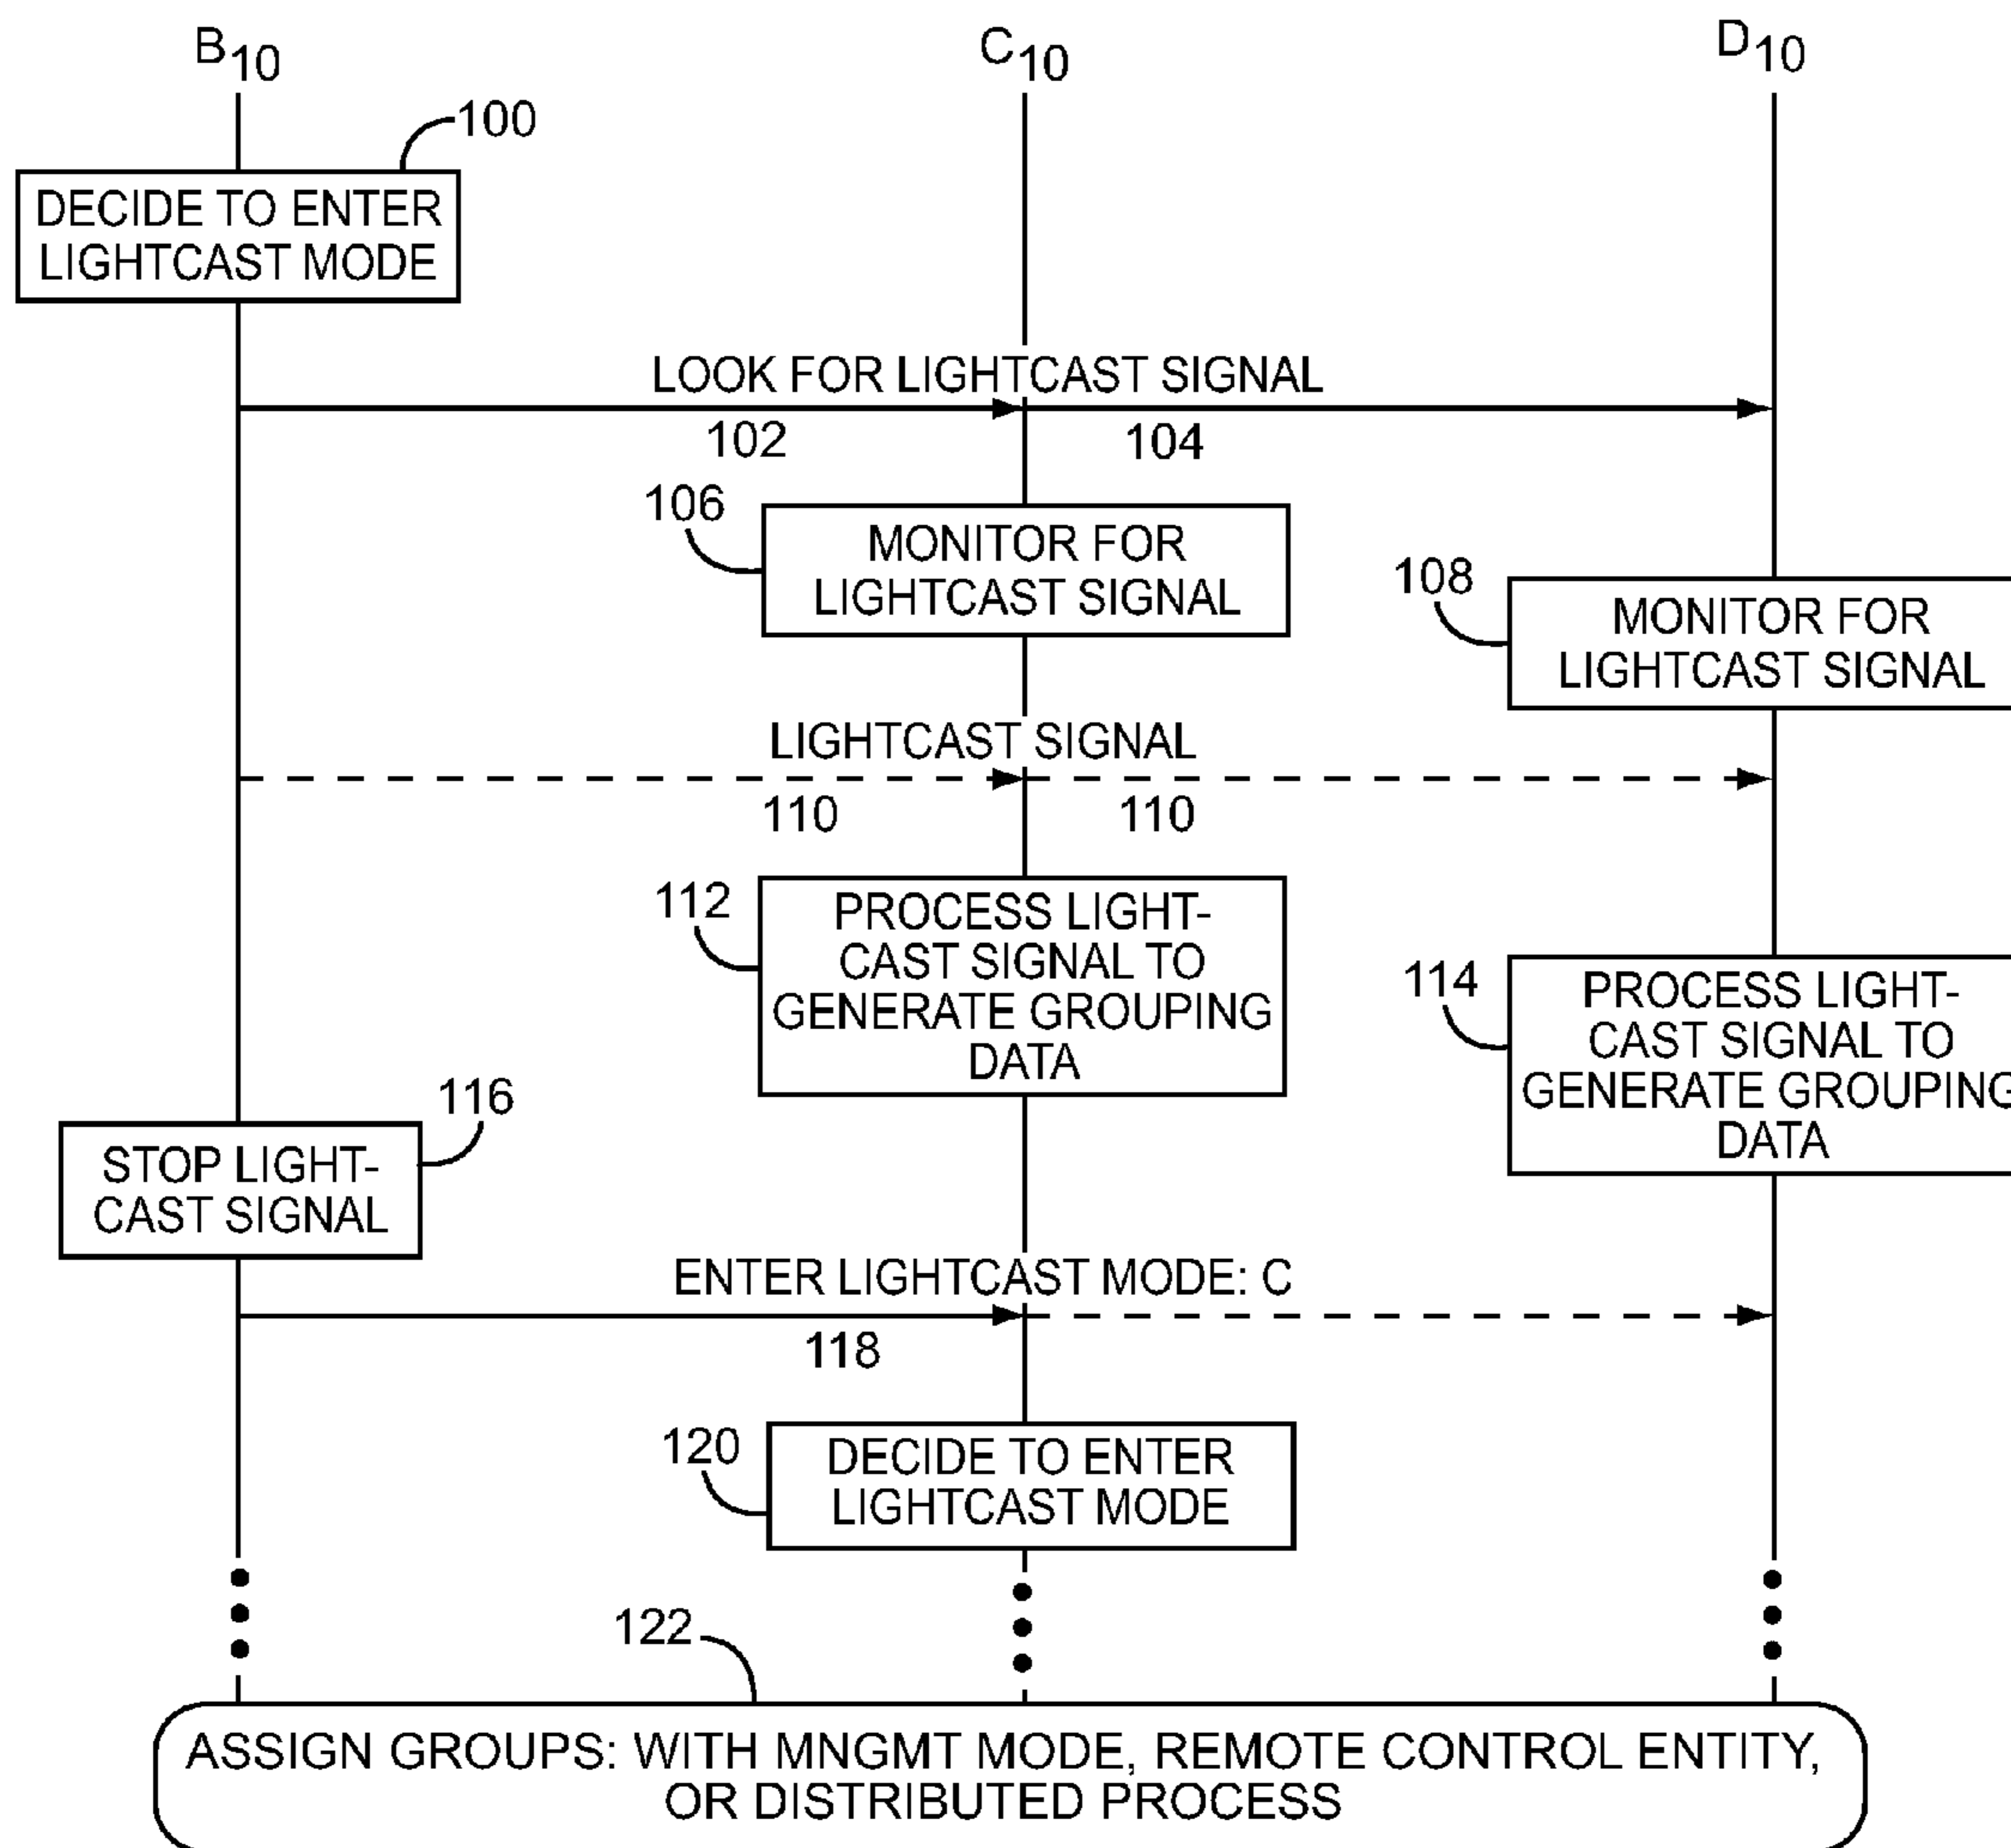 B10
C10
D10
100
DECIDE TO ENTER
LIGHTCAST MODE
LOOK FOR LIGHTCAST SIGNAL
102
104
106
MONITOR FOR
LIGHTCAST SIGNAL
108
MONITOR FOR
LIGHTCAST SIGNAL
LIGHTCAST SIGNAL
110
110
112
PROCESS LIGHT-
CAST SIGNAL TO
GENERATE GROUPING
DATA
114
PROCESS LIGHT-
CAST SIGNAL TO
GENERATE GROUPING
DATA
116
STOP LIGHT-
CAST SIGNAL
ENTER LIGHTCAST MODE: C
118
120
DECIDE TO ENTER
LIGHTCAST MODE
122
ASSIGN GROUPS: WITH MNGMT MODE, REMOTE CONTROL ENTITY,
OR DISTRIBUTED PROCESS